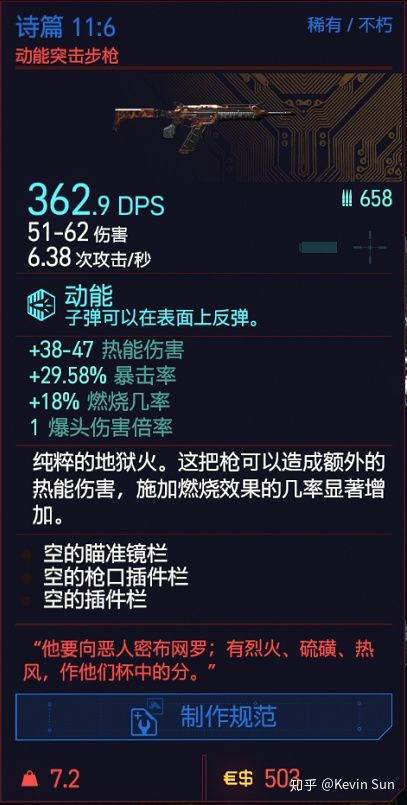 诗篇 11:6
稀有 / 不朽
动能突击步枪
362.9 DPS
658
51-62 伤害
6.38 次攻击/秒
动能
子弹可以在表面上反弹。
+38-47 热能伤害
+29.58% 暴击率
+18% 燃烧几率
1 爆头伤害倍率
纯粹的地狱火。这把枪可以造成额外的
热能伤害，施加燃烧效果的几率显著增
加。
空的瞄准镜栏
空的枪口插件栏
空的插件栏
“他要向恶人密布网罗；有烈火、硫磺、热
风，作他们杯中的分。”
制作规范
7.2
€$ 503
知乎 @Kevin Sun